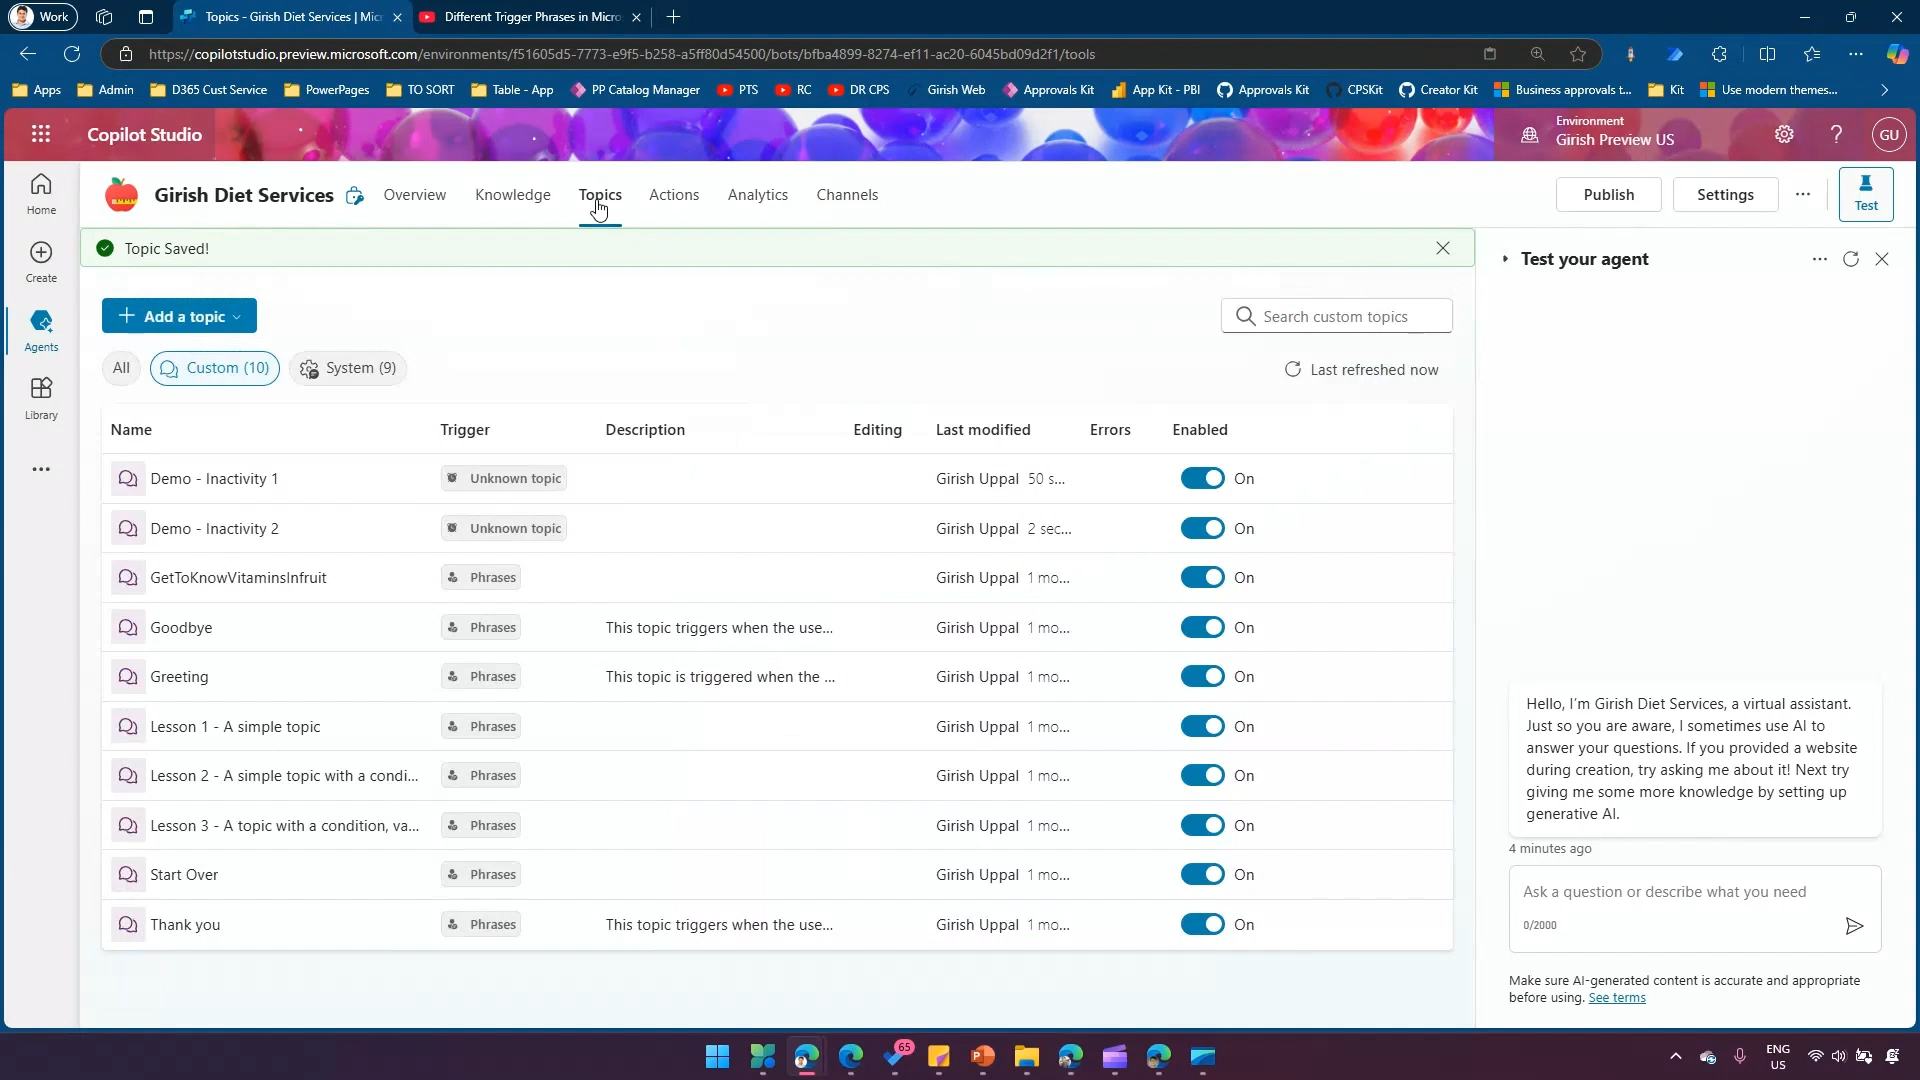 Work
Topics - Girish Diet Services | Mic
Different Trigger Phrases in Micro
https://copilotstudio.preview.microsoft.com/environments/f51605d5-7773-e9f5-b258-a5ff80d54500/bots/bfba4899-8274-ef11-ac20-6045bd09d2f1/tools
Apps
Admin
D365 Cust Service
PowerPages
TO SORT
Table - App
PP Catalog Manager
PTS
RC
DR CPS
Girish Web
Approvals Kit
App Kit - PBI
Approvals Kit
CPSKit
Creator Kit
Business approvals t...
Kit
Use modern themes...
Copilot Studio
Environment
Girish Preview US
GU
Home
Create
Agents
Library
Girish Diet Services
Overview
Knowledge
Topics
Actions
Analytics
Channels
Publish
Settings
Test
Topic Saved!
Add a topic
Search custom topics
All
Custom (10)
System (9)
Last refreshed now
Name Trigger Description Editing Last modified Errors Enabled
Demo - Inactivity 1 Unknown topic Girish Uppal 50 s... On
Demo - Inactivity 2 Unknown topic Girish Uppal 2 sec... On
GetToKnowVitaminsInfruit Phrases Girish Uppal 1 mo... On
Goodbye Phrases This topic triggers when the use... Girish Uppal 1 mo... On
Greeting Phrases This topic is triggered when the ... Girish Uppal 1 mo... On
Lesson 1 - A simple topic Phrases Girish Uppal 1 mo... On
Lesson 2 - A simple topic with a condi... Phrases Girish Uppal 1 mo... On
Lesson 3 - A topic with a condition, va... Phrases Girish Uppal 1 mo... On
Start Over Phrases Girish Uppal 1 mo... On
Thank you Phrases This topic triggers when the use... Girish Uppal 1 mo... On
Test your agent
Hello, I'm Girish Diet Services, a virtual assistant.
Just so you are aware, I sometimes use AI to
answer your questions. If you provided a website
during creation, try asking me about it! Next try
giving me some more knowledge by setting up
generative AI.
4 minutes ago
Ask a question or describe what you need
0/2000
Make sure AI-generated content is accurate and appropriate
before using. See terms
65
ENG
US